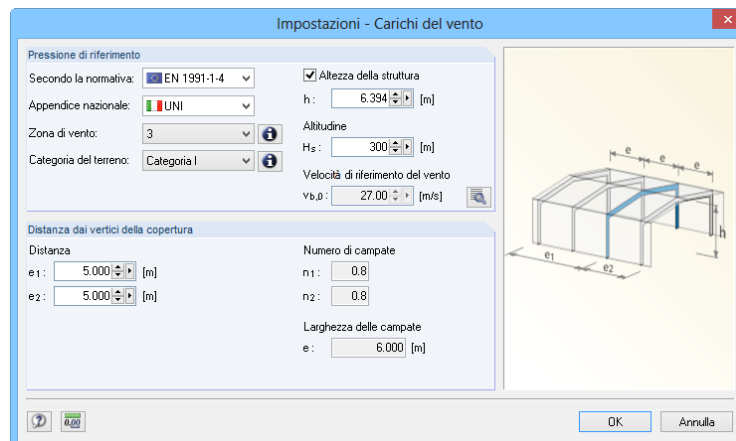 Impostazioni - Carichi del vento
Pressione di riferimento
Secondo la normativa: EN 1991-1-4
Appendice nazionale: UNI
Zona di vento: 3
Categoria del terreno: Categoria I
Altezza della struttura
h : 6.394 [m]
Altitudine
Hs : 300 [m]
Velocità di riferimento del vento
vb,0 : 27.00 [m/s]
Distanza dai vertici della copertura
Distanza
e1 : 5.000 [m]
e2 : 5.000 [m]
Numero di campate
n1 : 0.8
n2 : 0.8
Larghezza delle campate
e : 6.000 [m]
e
e
e
h
e1
e2
0.00
OK
Annulla